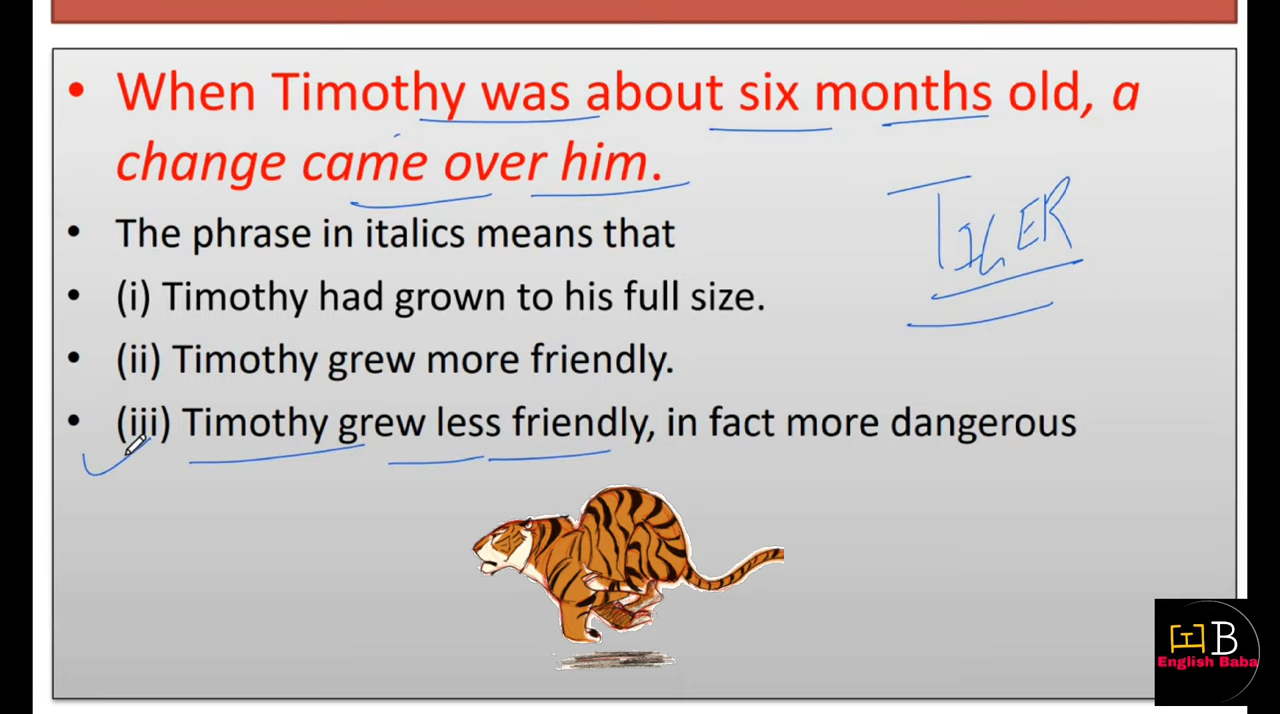 • When Timothy was about six months old, a
change came over him.
• The phrase in italics means that
TIGER
• (i) Timothy had grown to his full size.
• (ii) Timothy grew more friendly.
• (iii) Timothy grew less friendly, in fact more dangerous
B
English Baba